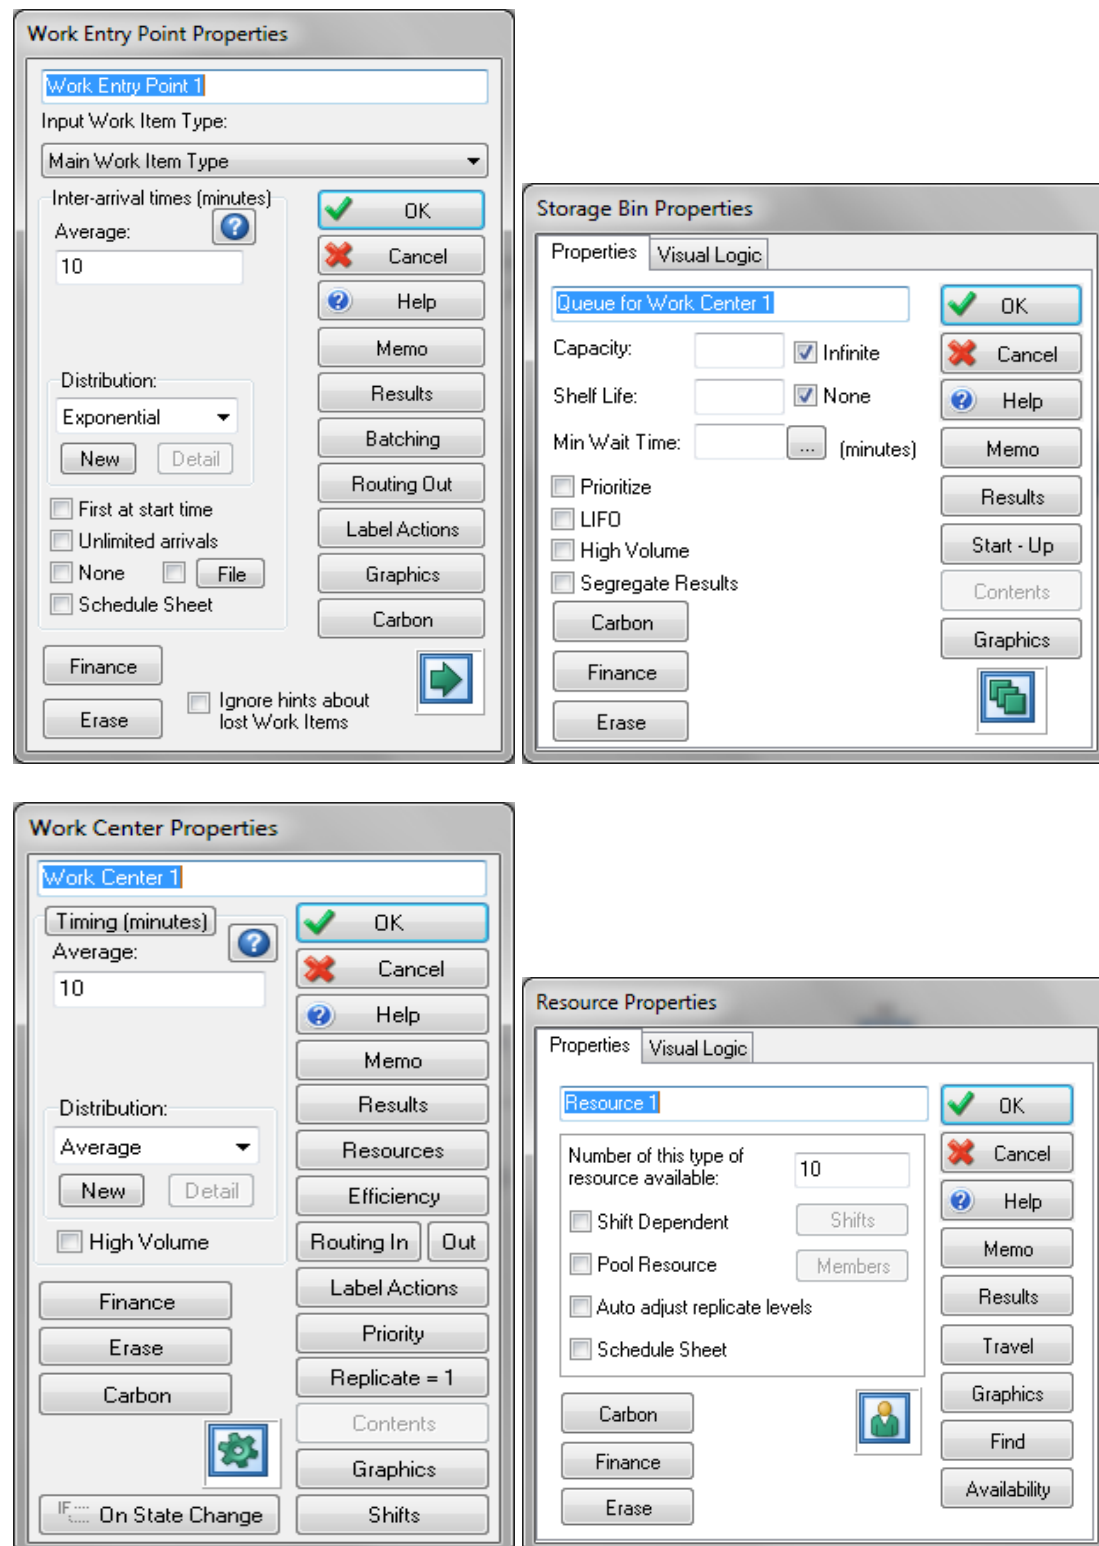 Work Entry Point Properties
Work Entry Point 1
Input Work Item Type:
Main Work Item Type
Inter-arrival times (minutes)
Average:
10
Distribution:
Exponential
New Detail
First at start time
Unlimited arrivals
None File
Schedule Sheet
OK
Cancel
Help
Memo
Results
Batching
Routing Out
Label Actions
Graphics
Carbon
Finance
Erase
Ignore hints about
lost Work Items
Storage Bin Properties
Properties Visual Logic
Queue for Work Center 1
Capacity: Infinite
Shelf Life: None
Min Wait Time: ... (minutes)
Prioritize
LIFO
High Volume
Segregate Results
Carbon
Finance
Erase
OK
Cancel
Help
Memo
Results
Start - Up
Contents
Graphics
Work Center Properties
Work Center 1
Timing (minutes)
Average:
10
Distribution:
Average
New Detail
High Volume
Finance
Erase
Carbon
IF On State Change
OK
Cancel
Help
Memo
Results
Resources
Efficiency
Routing In Out
Label Actions
Priority
Replicate = 1
Contents
Graphics
Shifts
Resource Properties
Properties Visual Logic
Resource 1
Number of this type of
resource available: 10
Shift Dependent Shifts
Pool Resource Members
Auto adjust replicate levels
Schedule Sheet
Carbon
Finance
Erase
OK
Cancel
Help
Memo
Results
Travel
Graphics
Find
Availability